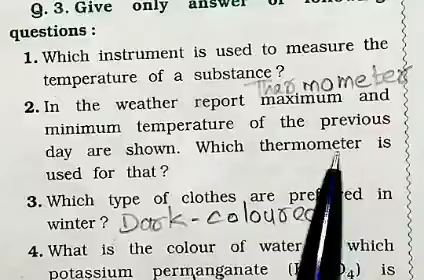 Q. 3. Give only answer of following
questions :
1. Which instrument is used to measure the
temperature of a substance ? Thermometer
2. In the weather report maximum and
minimum temperature of the previous
day are shown. Which thermometer is
used for that ?
3. Which type of clothes are preferred in
winter ? Dark-coloured
4. What is the colour of water which
potassium permanganate is